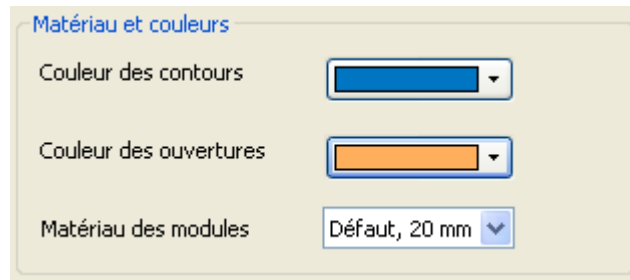 Matériau et couleurs
Couleur des contours
Couleur des ouvertures
Matériau des modules Défaut, 20 mm